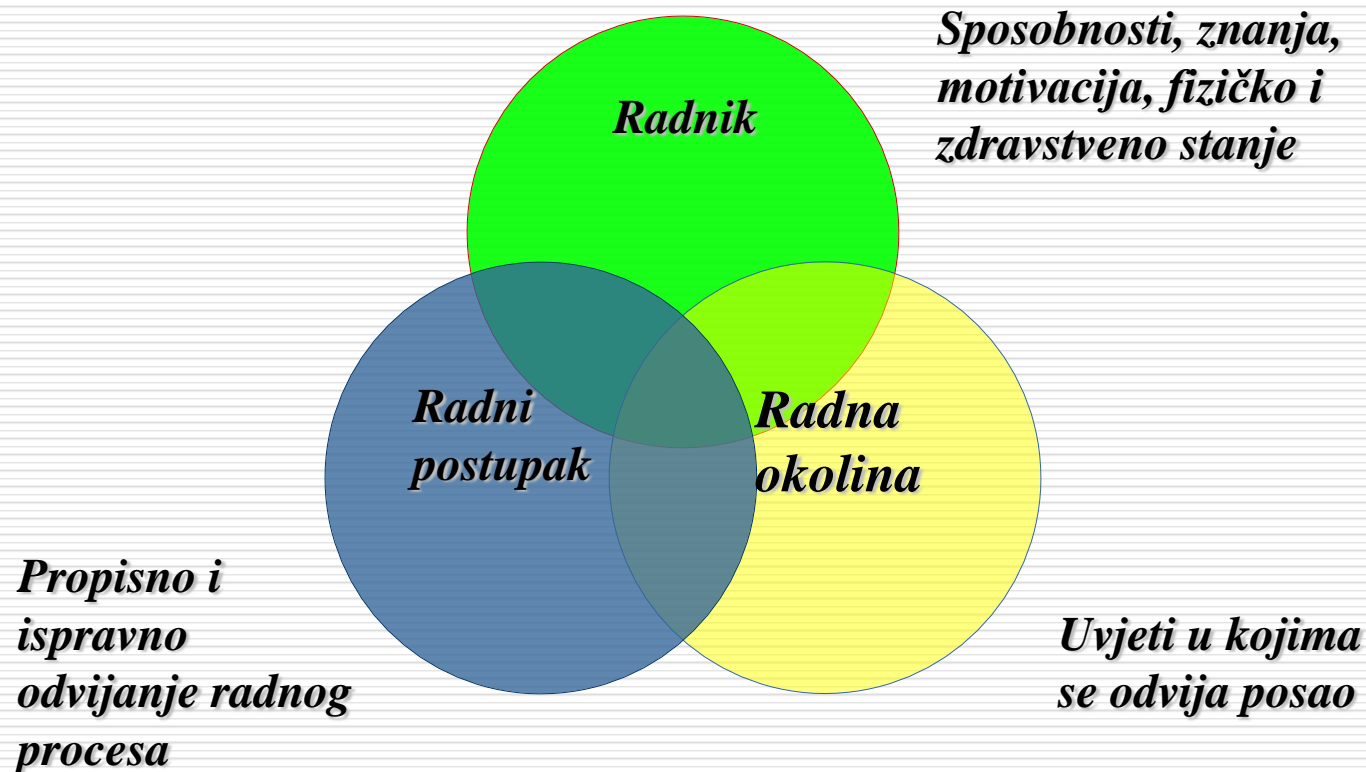 Sposobnosti, znanja,
motivacija, fizičko i
zdravstveno stanje
Radnik
Radni
postupak
Radna
okolina
Propisno i
ispravno
odvijanje radnog
procesa
Uvjeti u kojima
se odvija posao